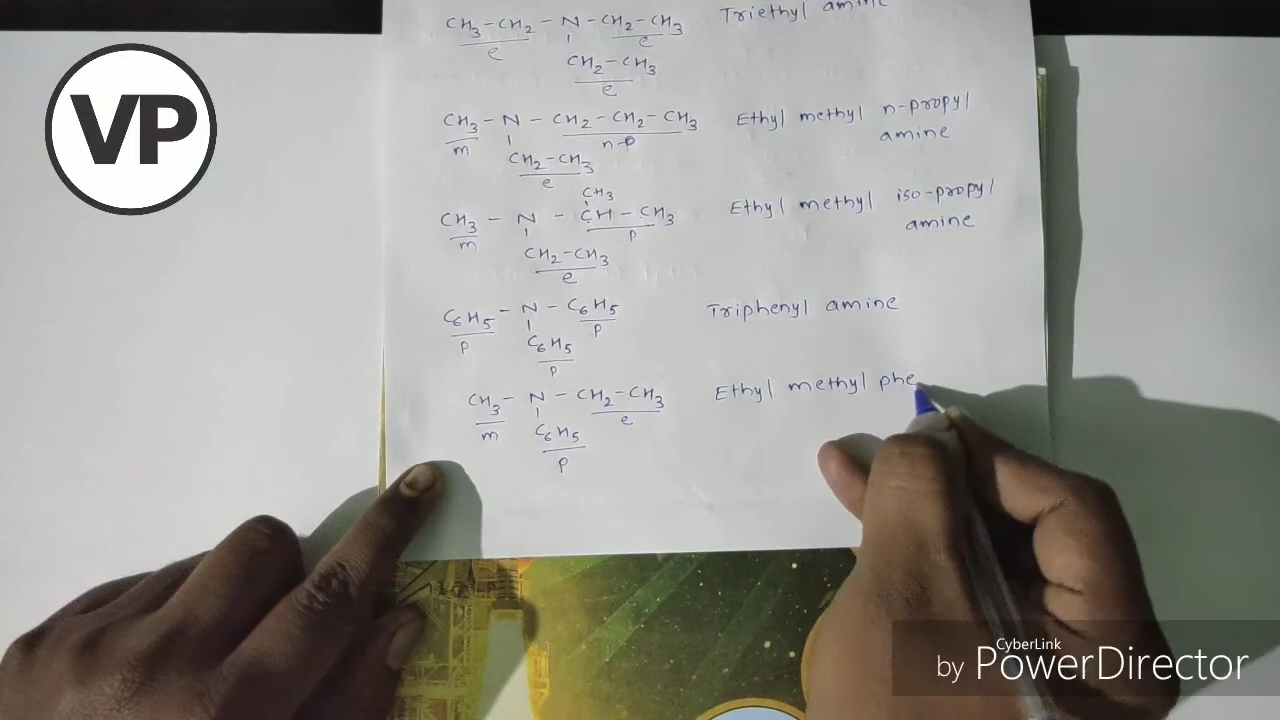 CH3-CH2-N-CH2-CH3 Triethyl amine
e e
CH2-CH3
e
CH3-N-CH2-CH2-CH3 Ethyl methyl n-propyl
m n-p amine
CH2-CH3
e
CH3
CH3-N-CH-CH3 Ethyl methyl iso-propyl
m p amine
CH2-CH3
e
C6H5-N-C6H5 Triphenyl amine
p p
C6H5
p
CH3-N-CH2-CH3 Ethyl methyl phe
m e
C6H5
p
VP
CyberLink
by PowerDirector